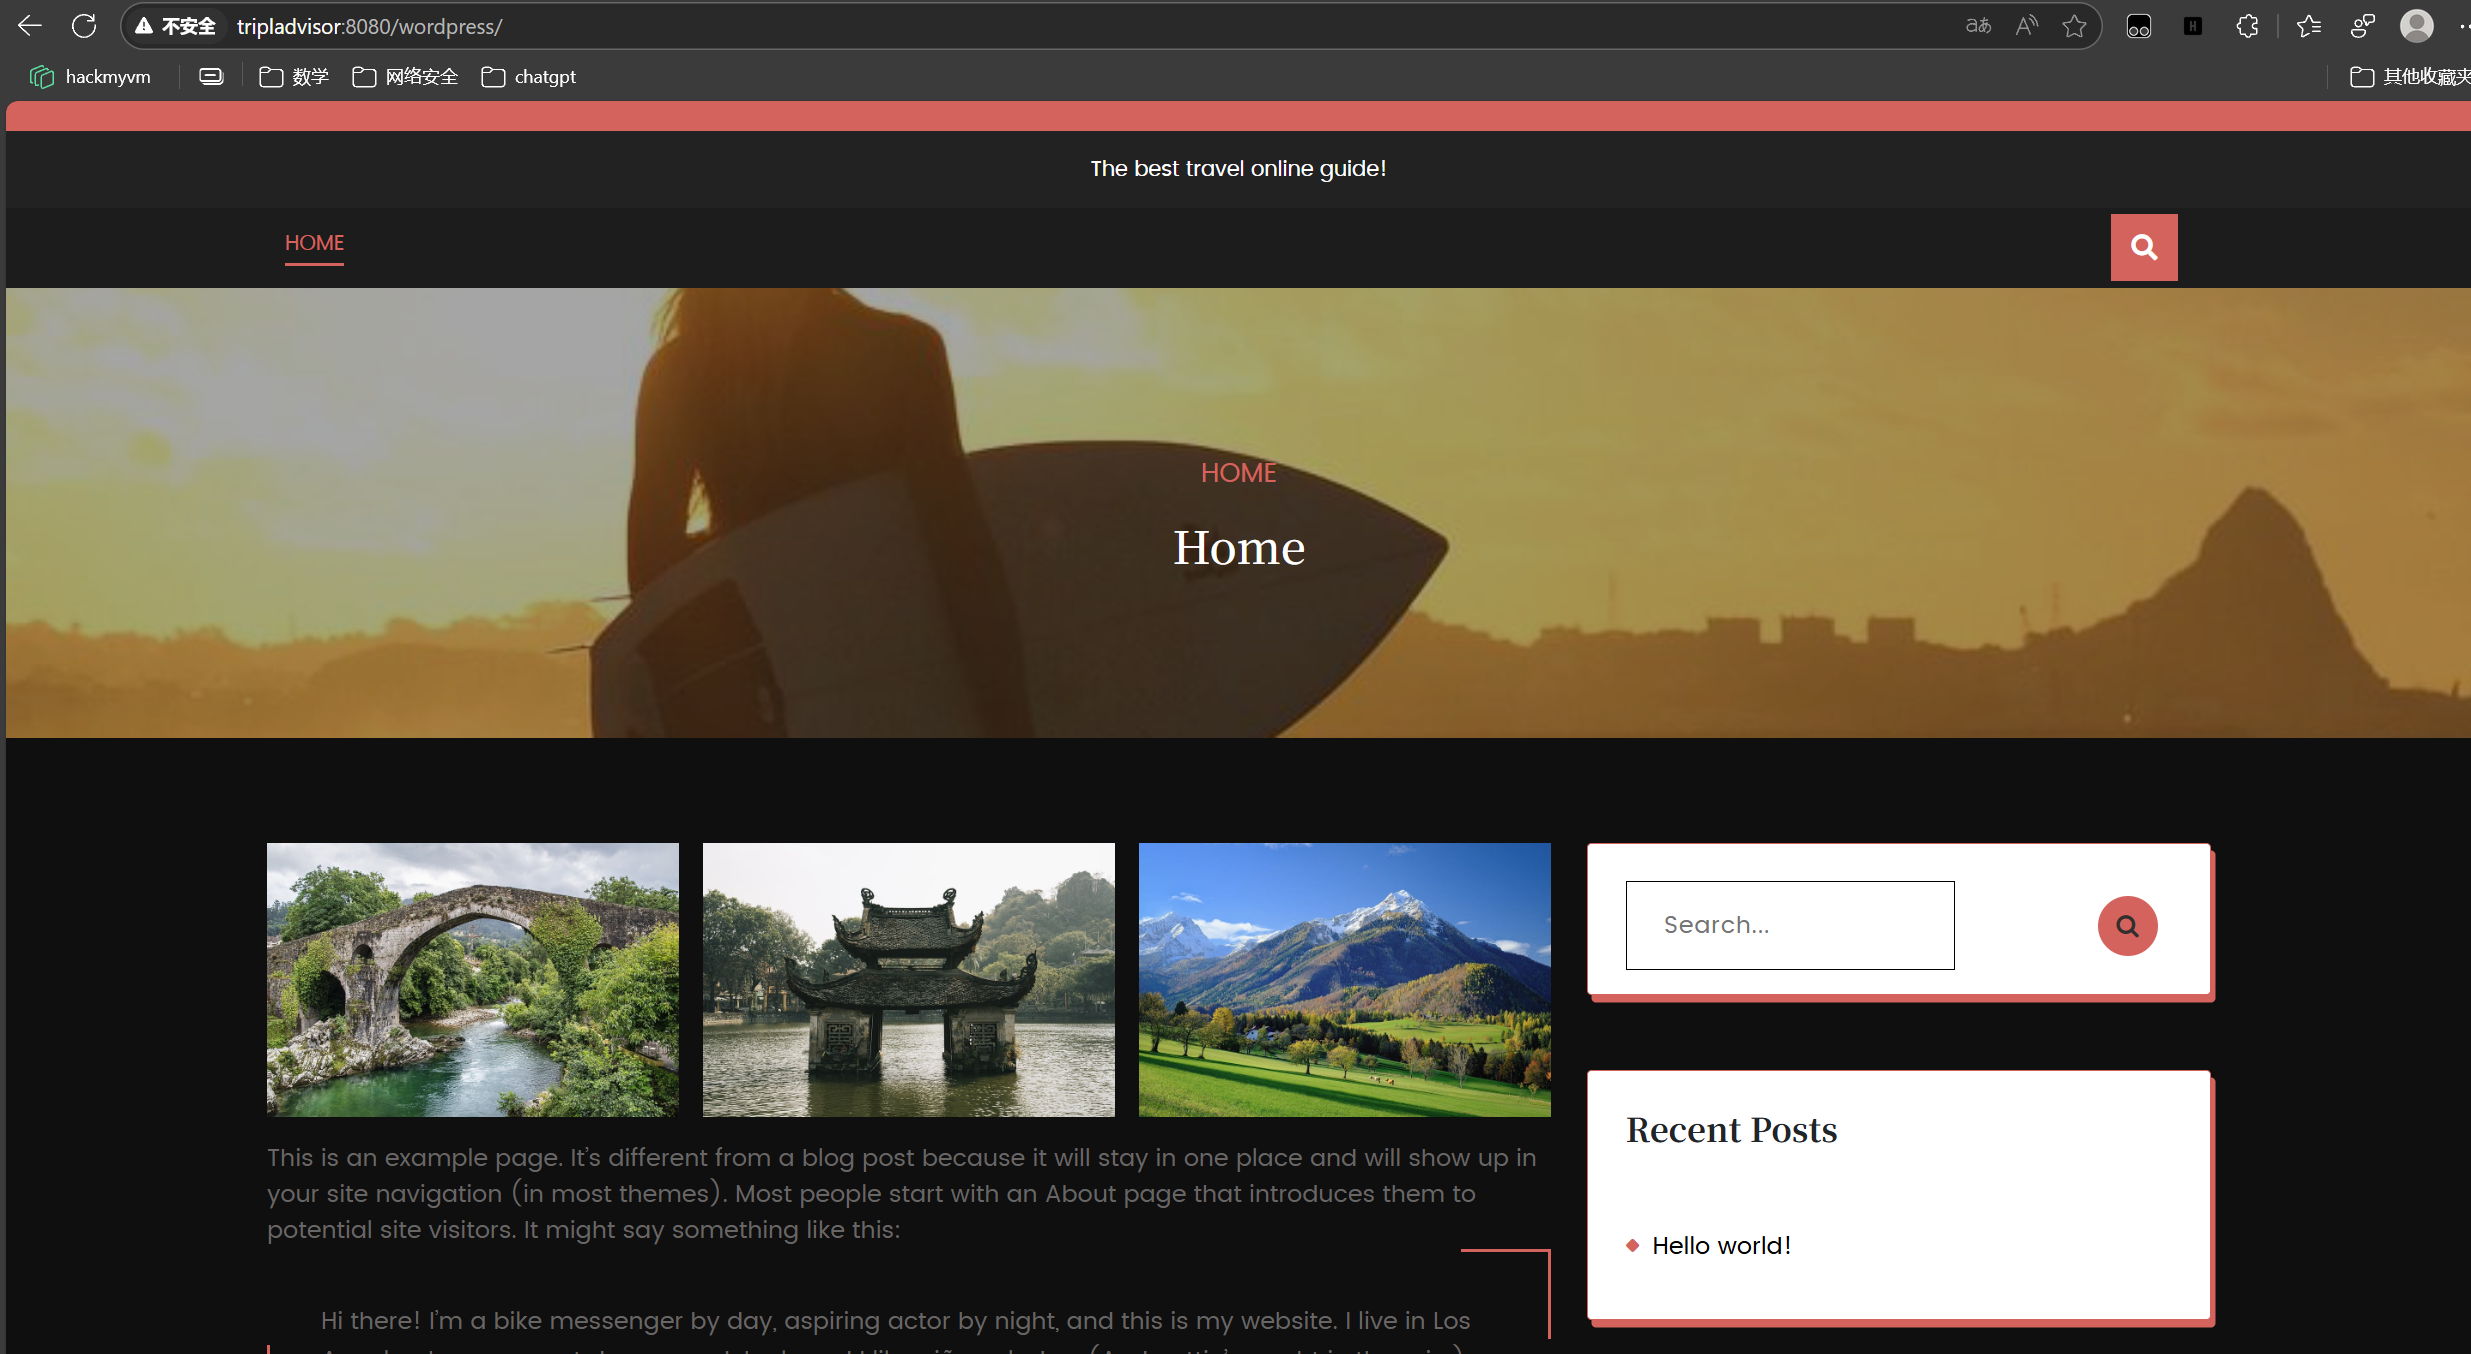 不安全 tripladvisor:8080/wordpress/
hackmyvm 数学 网络安全 chatgpt 其他收藏夹
The best travel online guide!
HOME
HOME
Home
Search...
This is an example page. It's different from a blog post because it will stay in one place and will show up in
your site navigation (in most themes). Most people start with an About page that introduces them to
potential site visitors. It might say something like this:
Recent Posts
Hello world!
Hi there! I'm a bike messenger by day, aspiring actor by night, and this is my website. I live in Los